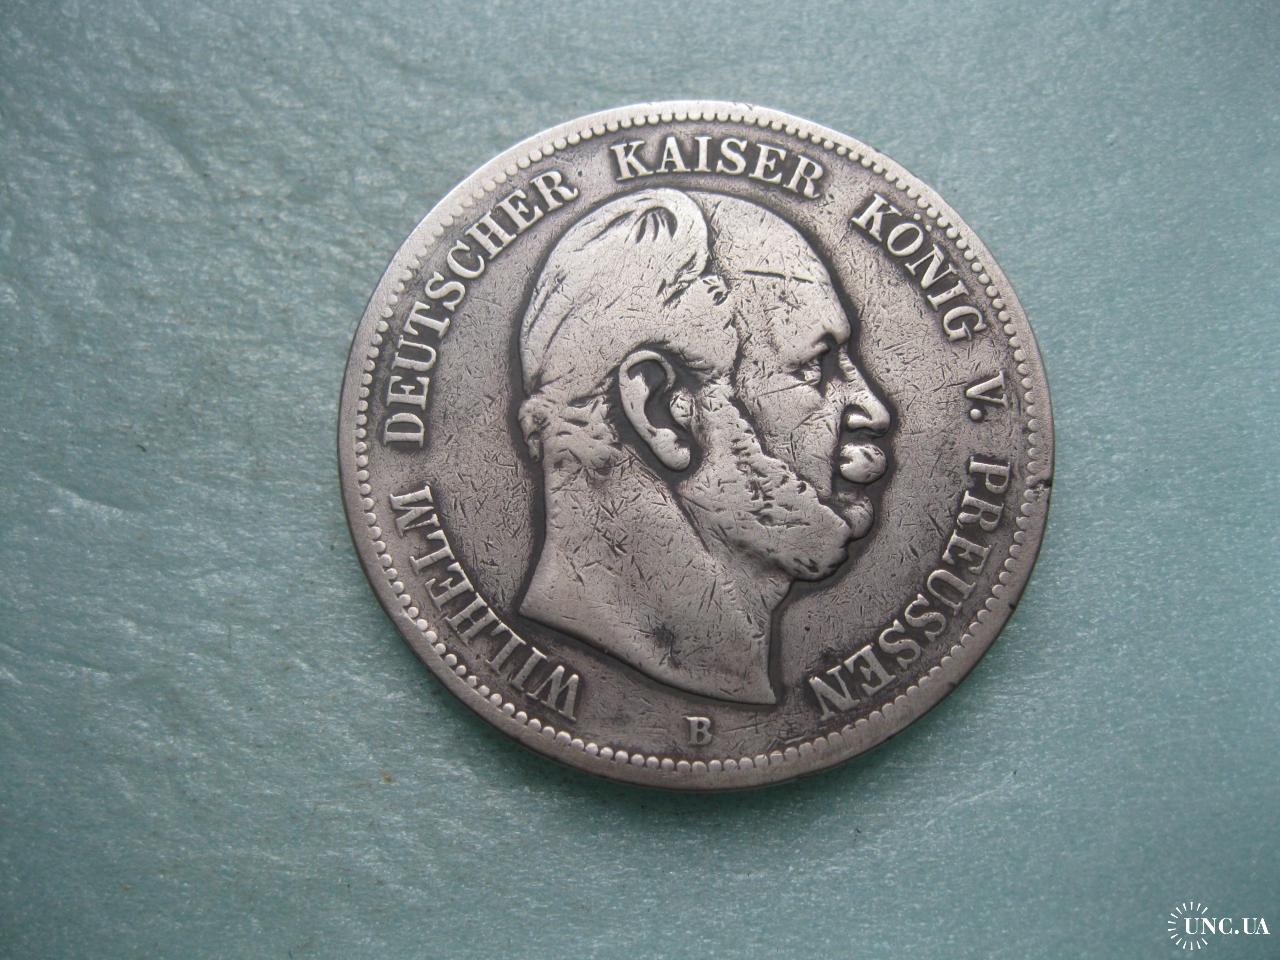 WILHELM DEUTSCHER KAISER KÖNIG V. PREUSSEN
B
UNC.UA